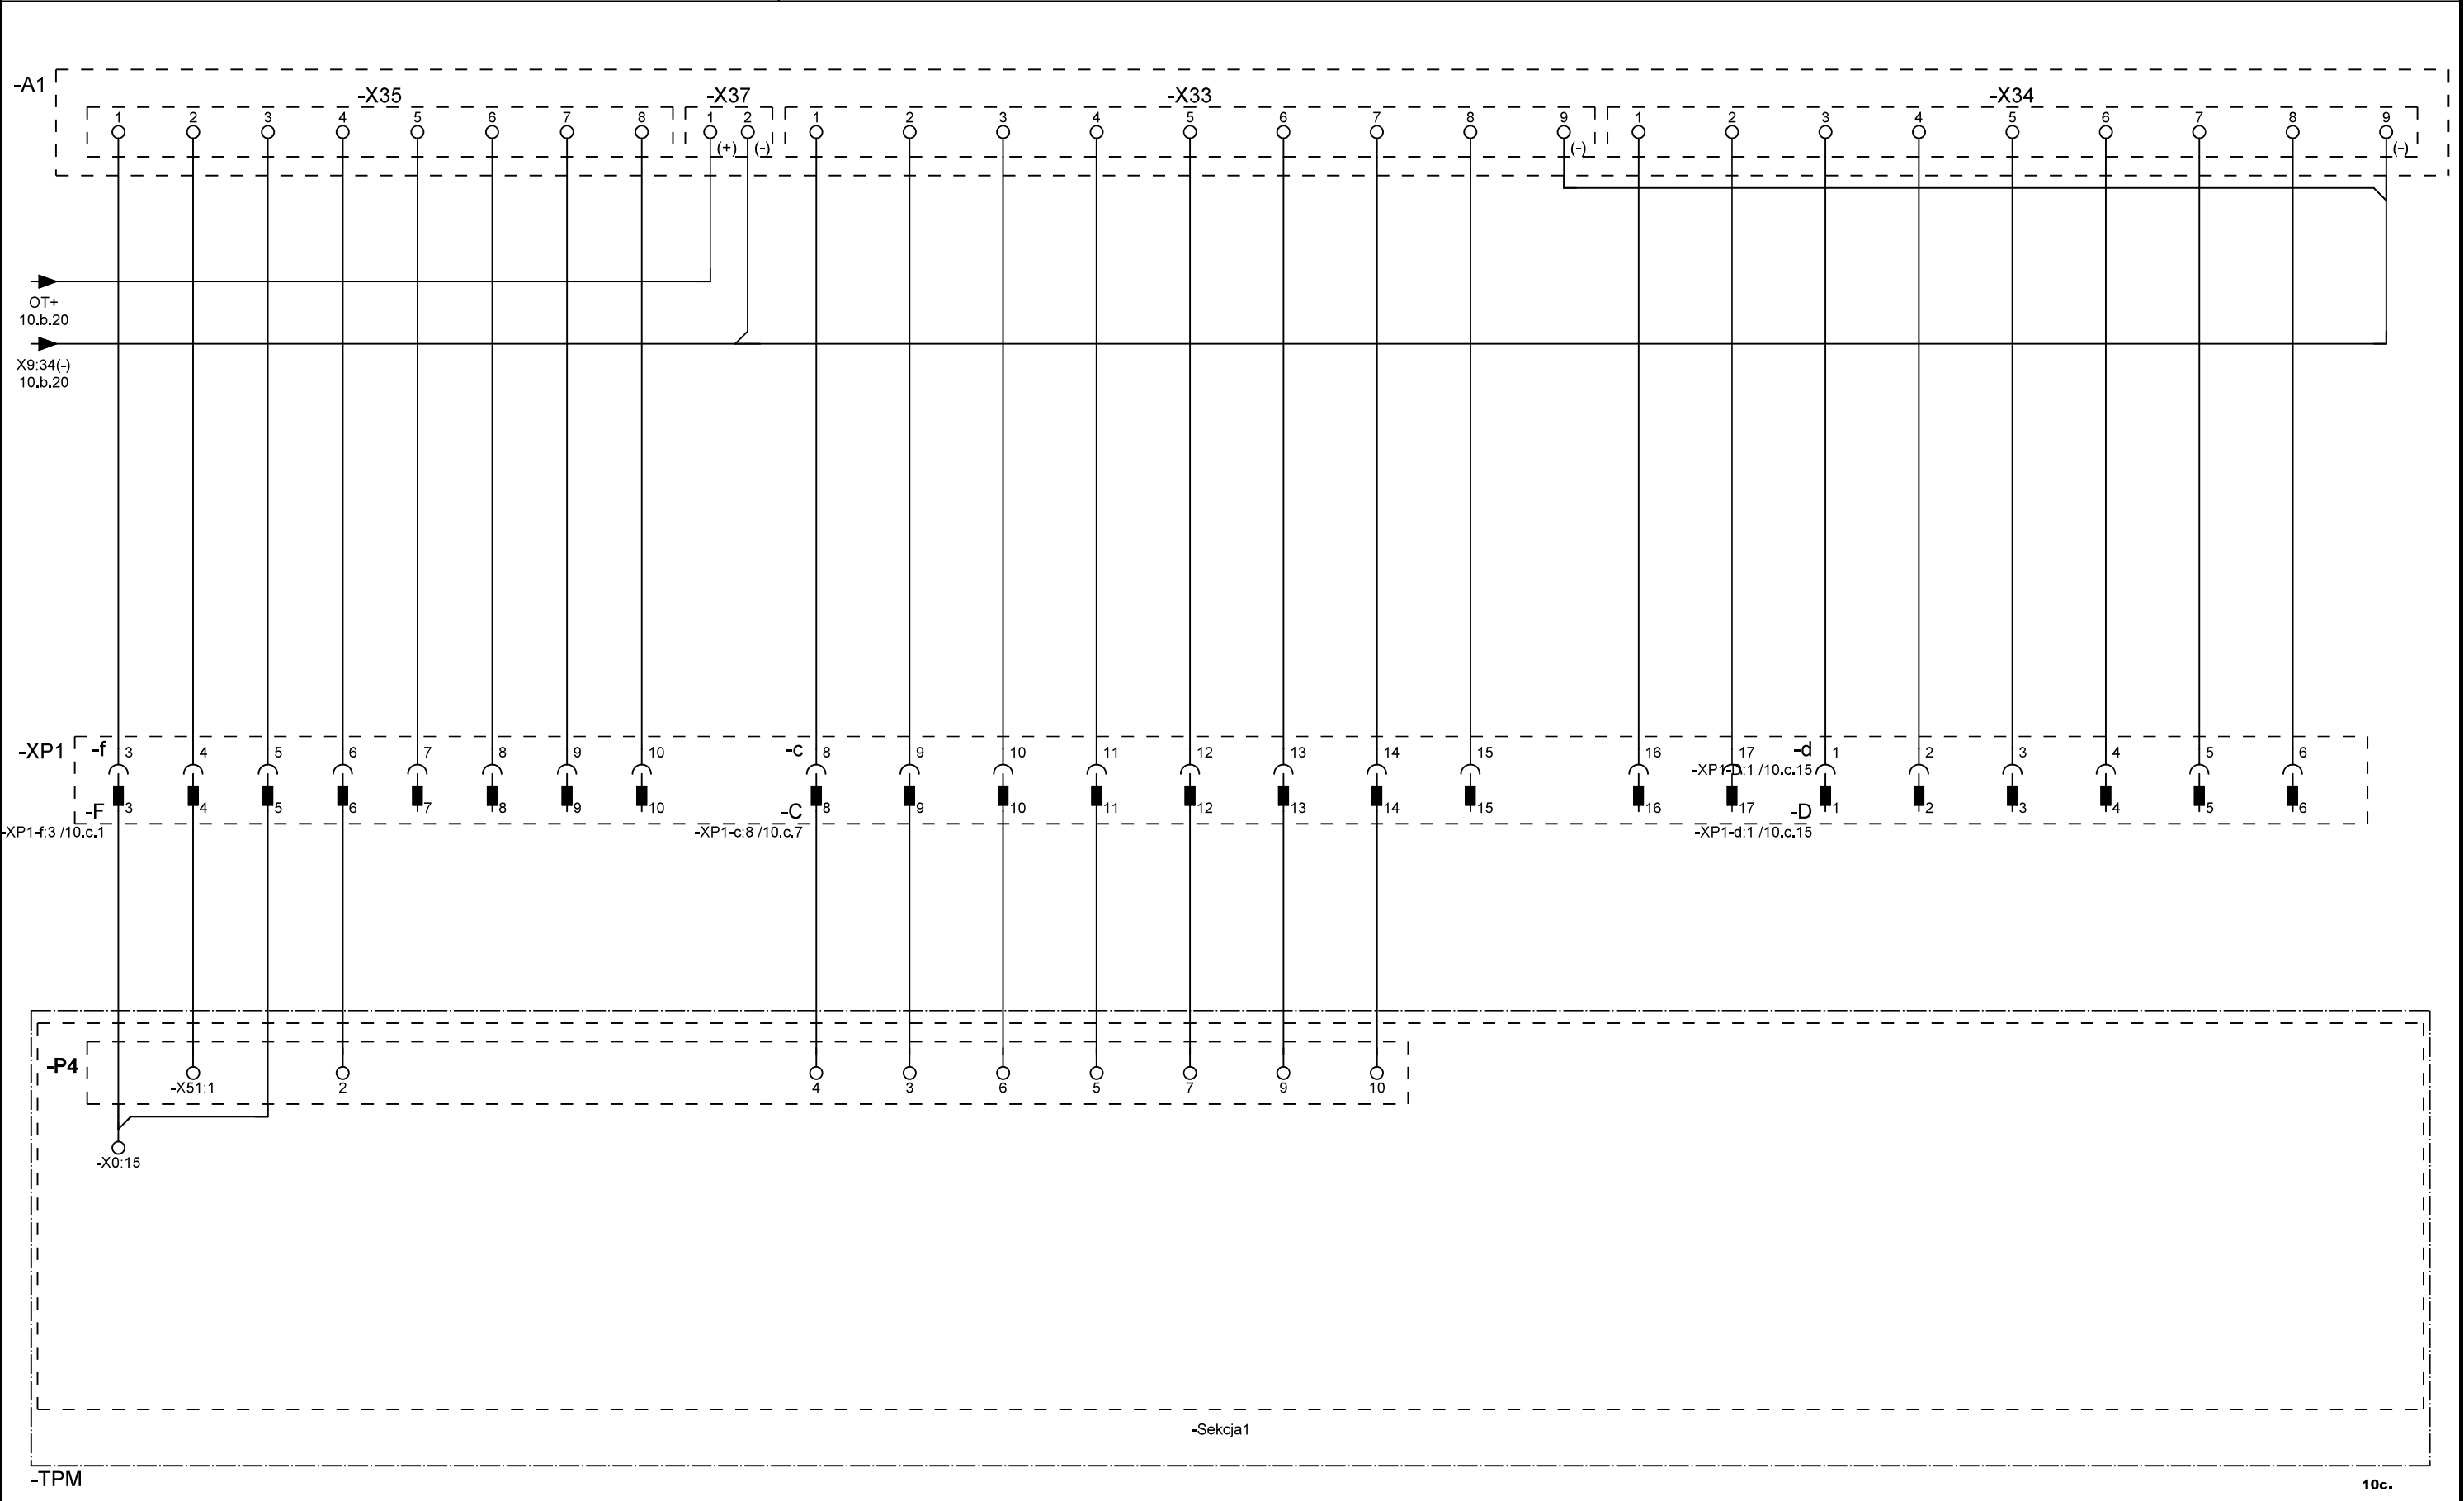 -A1
-X35 -X37 -X33 -X34
1 2 3 4 5 6 7 8 1 2 1 2 3 4 5 6 7 8 9 1 2 3 4 5 6 7 8 9
(+) (-) (-) (-)
OT+
10.b.20
X9:34(-)
10.b.20
-XP1 -f 3 4 5 6 7 8 9 10 -c 8 9 10 11 12 13 14 15 16 17 -d 1 2 3 4 5 6
-XP1-D:1 /10.c.15
-F 3 4 5 6 7 8 9 10 -C 8 9 10 11 12 13 14 15 16 17 -D 1 2 3 4 5 6
-XP1-f:3 /10.c.1 -XP1-c:8 /10.c.7 -XP1-d:1 /10.c.15
-P4
-X51:1 2 4 3 6 5 7 9 10
-X0:15
-Sekcja1
-TPM
10c.